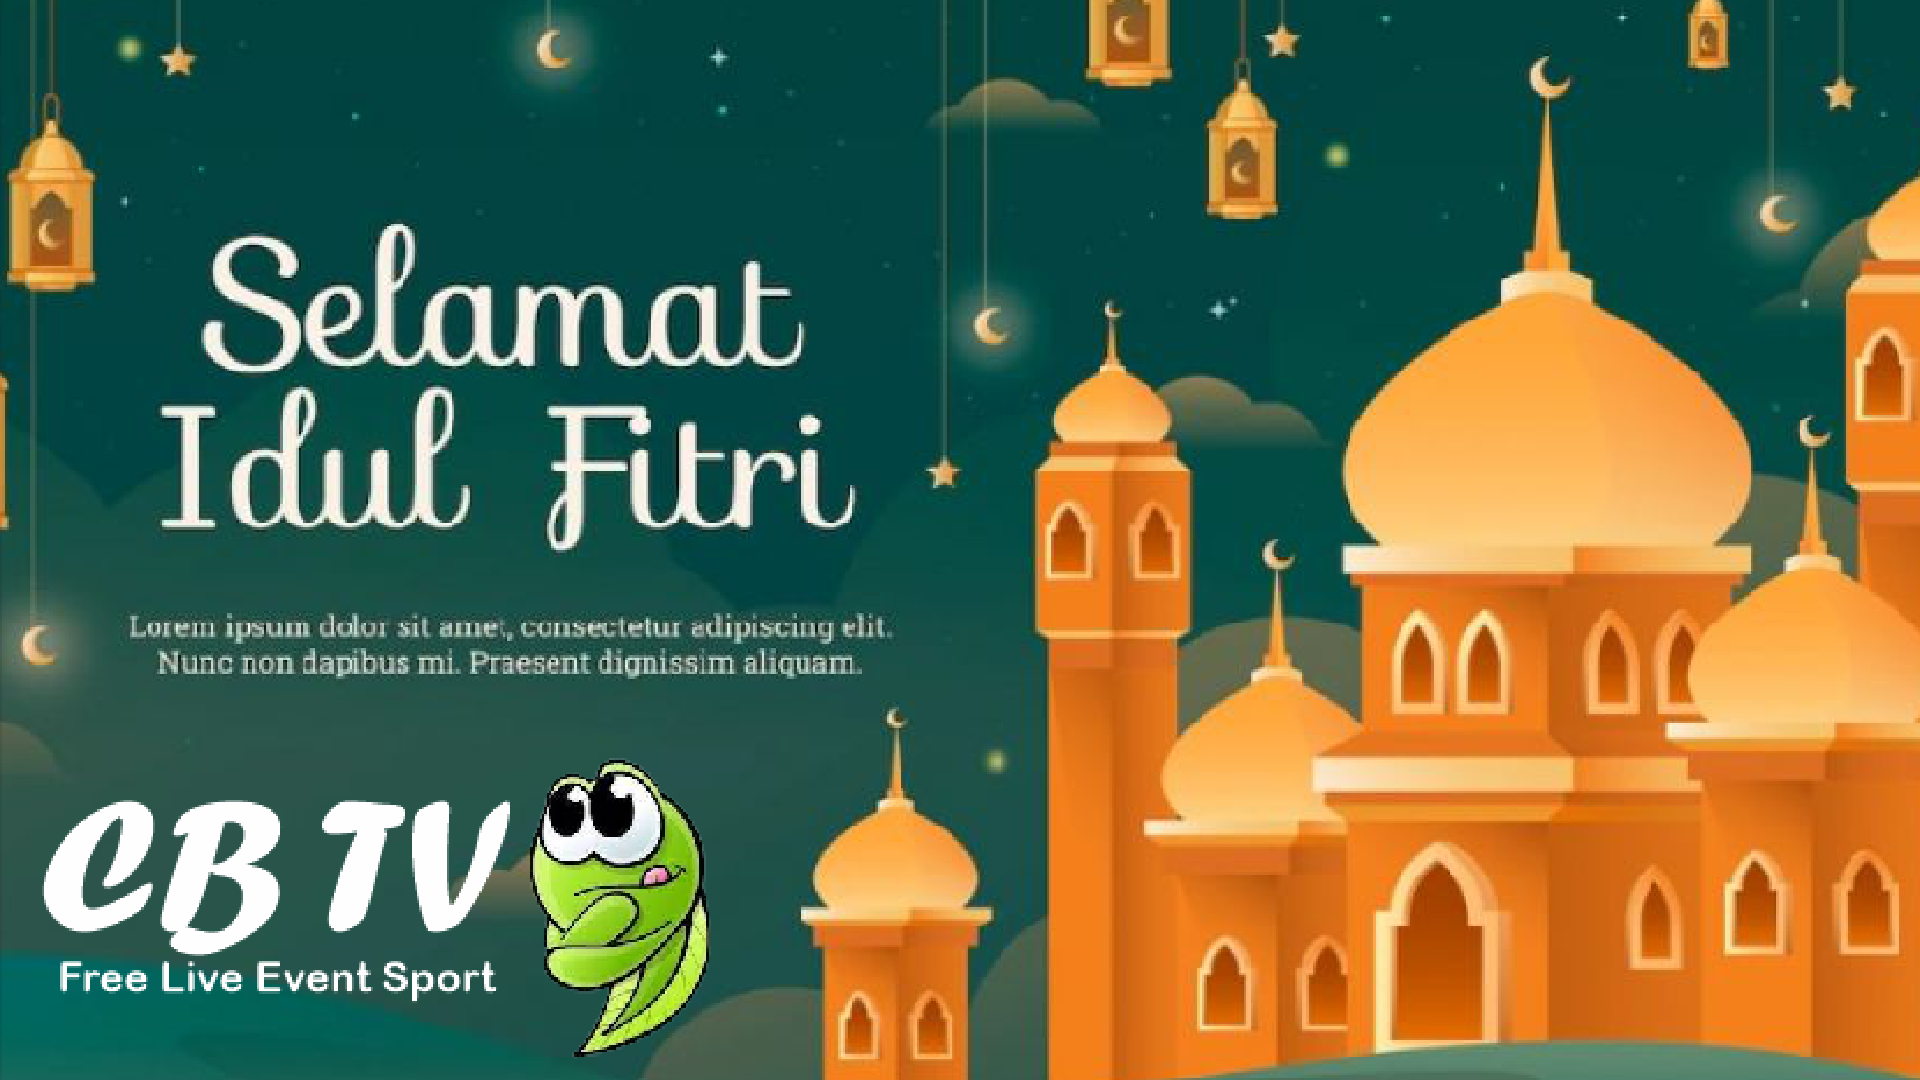 Selamat
Idul Fitri
Lorem ipsum dolor sit amet, consectetur adipiscing elit.
Nunc non dapibus mi. Praesent dignissim aliquam.
CB TV
Free Live Event Sport